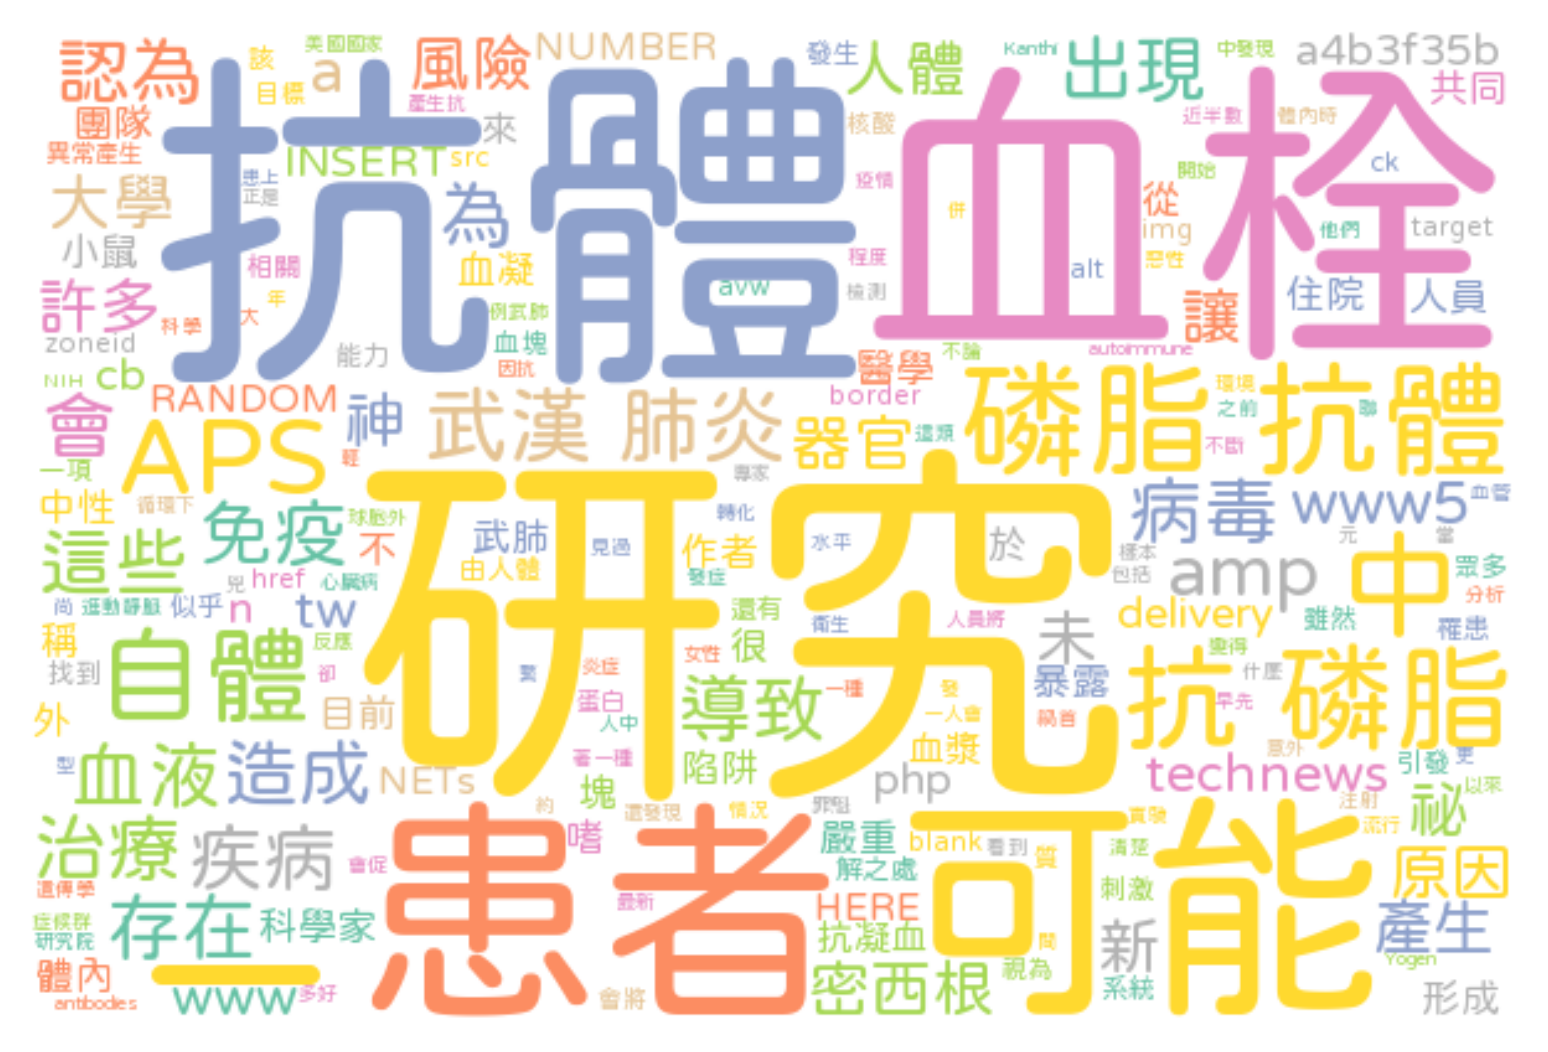 認為
該
美國國家
a
風險
NUMBER
發生
人體
Kanthi
出現
中發現
a4b3f35b
共同
目標
產生抗
團隊
異常產生
抗體
INSERT
src
來
核酸
血栓
近半數
體內時
患上
正是
大學
為
疫情
開始
ck
從
併
img
他們
target
小鼠
相關
血凝
程度
avw
檢測
alt
惡性
住院
人員
許多
年
大
科學
例武肺
讓
zoneid
能力
血塊
因抗
不論
autoimmune
醫學
NIH
cb
RANDOM
神
武漢 肺炎
border
器官
這類
磷脂 抗體
環境
之前
聯
不斷
會
APS
輕
一項
專家
中性
循環下
免疫
球胞外
研究
病毒
www5
血管
這些
不
武肺
見過
轉化
作者
水平
於
樣本
包括
元
當
amp
中
眾多
分析
由人體
發症
兇
href
心臟病
尚
進動靜脈
似乎
n
tw
還有
衛生
人員將
delivery
雖然
罹患
稱
自體
反應
很
未
變得
找到
卻
繁
炎症
女性
暴露
什麼
抗 磷脂
外
目前
蛋白
人中
導致
一種
發
一人會
禍首
早先
血漿
意外
型
血液
造成
NETs
著一種
塊
陷阱
php
technews
引發
更
以來
約
還發現
情況
罪魁
注射
祕
治療
疾病
會促
患者
嗜
嚴重
blank
看到
可能
實驗
流行
清楚
解之處
質
原因
遺傳學
存在
科學家
最新
HERE
刺激
症候群
研究院
抗凝血
間
新
產生
體內
一
視為
Yogen
antibodies
www
多好
會將
密西根
系統
形成